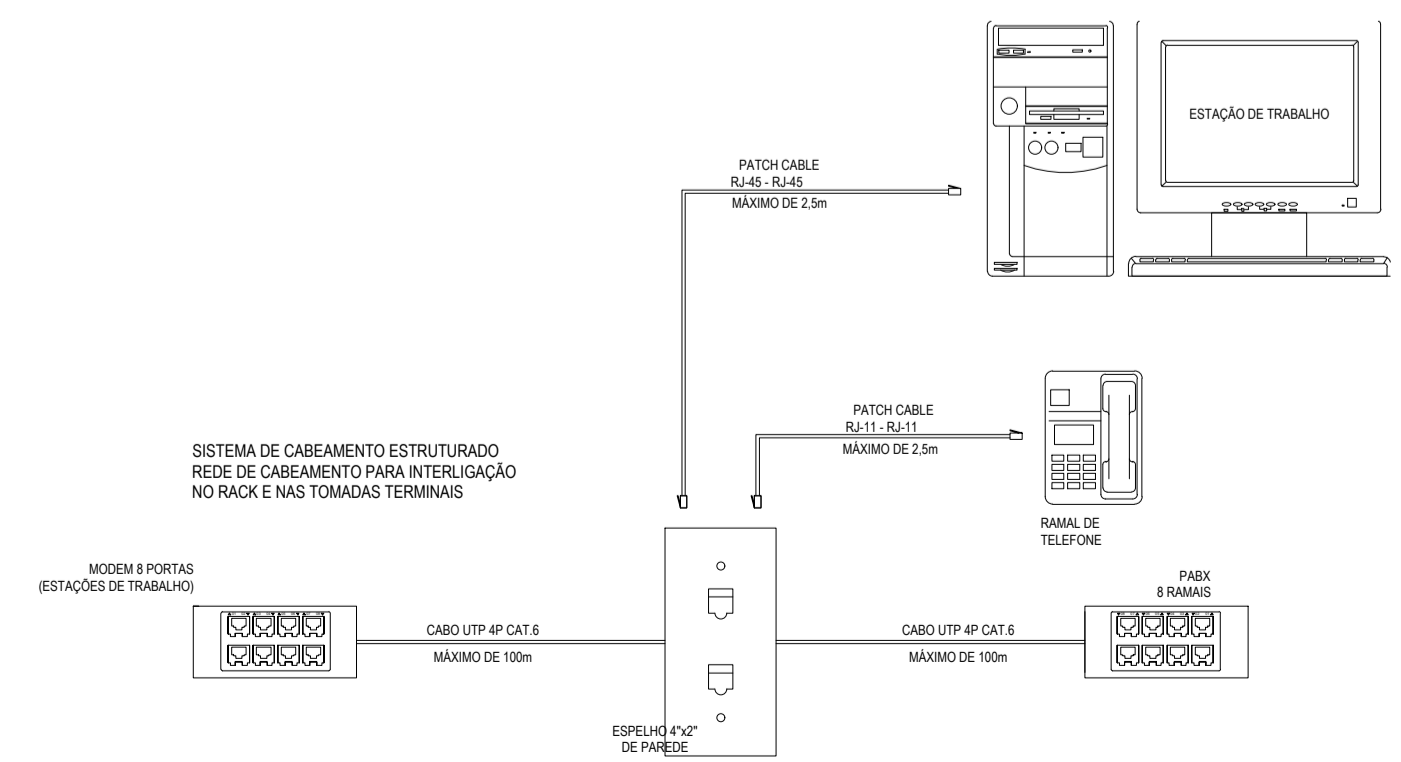 ESTAÇÃO DE TRABALHO
PATCH CABLE
RJ-45 - RJ-45
MÁXIMO DE 2,5m
PATCH CABLE
RJ-11 - RJ-11
MÁXIMO DE 2,5m
SISTEMA DE CABEAMENTO ESTRUTURADO
REDE DE CABEAMENTO PARA INTERLIGAÇÃO
NO RACK E NAS TOMADAS TERMINAIS
RAMAL DE
TELEFONE
MODEM 8 PORTAS
(ESTAÇÕES DE TRABALHO)
PABX
8 RAMAIS
CABO UTP 4P CAT.6
MÁXIMO DE 100m
CABO UTP 4P CAT.6
MÁXIMO DE 100m
ESPELHO 4"x2"
DE PAREDE